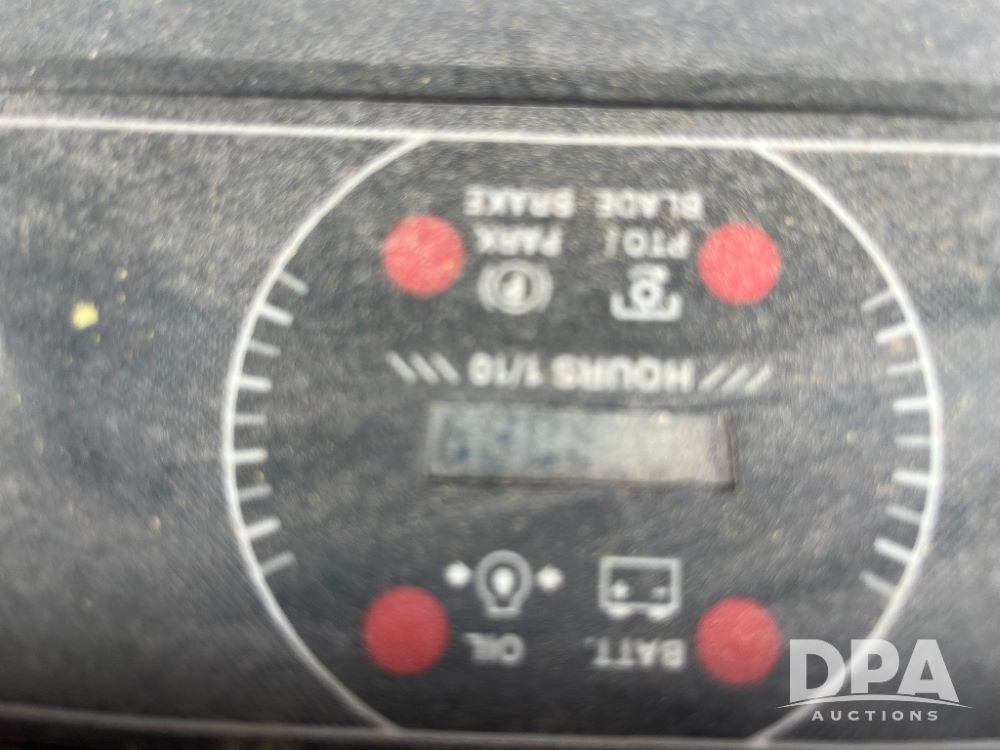 BATT. OIL
HOURS 1/10
PTO / PARK
BLADE BRAKE
DPA
AUCTIONS